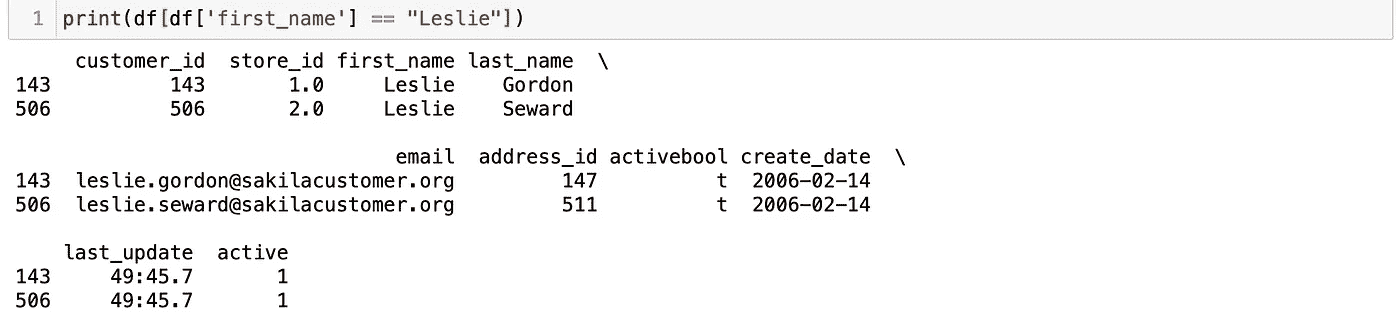 1 print(df[df['first_name'] == "Leslie"])
customer_id store_id first_name last_name \
143 143 1.0 Leslie Gordon
506 506 2.0 Leslie Seward
email address_id activebool create_date \
143 leslie.gordon@sakilacustomer.org 147 t 2006-02-14
506 leslie.seward@sakilacustomer.org 511 t 2006-02-14
last_update active
143 49:45.7 1
506 49:45.7 1